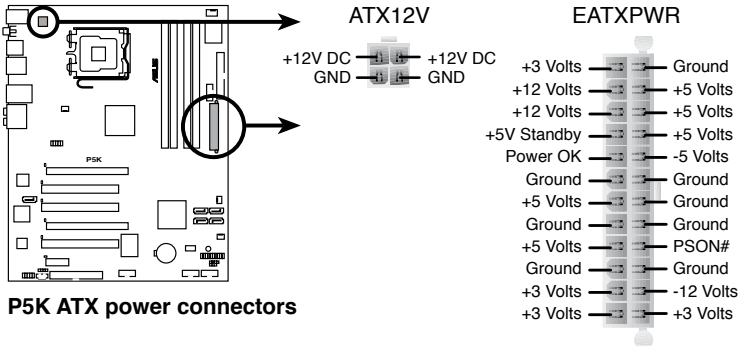 ATX12V
EATXPWR
+12V DC +12V DC
GND GND
+3 Volts Ground
+12 Volts +5 Volts
+12 Volts +5 Volts
+5V Standby +5 Volts
Power OK -5 Volts
Ground Ground
+5 Volts Ground
Ground Ground
+5 Volts PSON#
Ground Ground
+3 Volts -12 Volts
+3 Volts +3 Volts
ASUS
P5K
P5K ATX power connectors